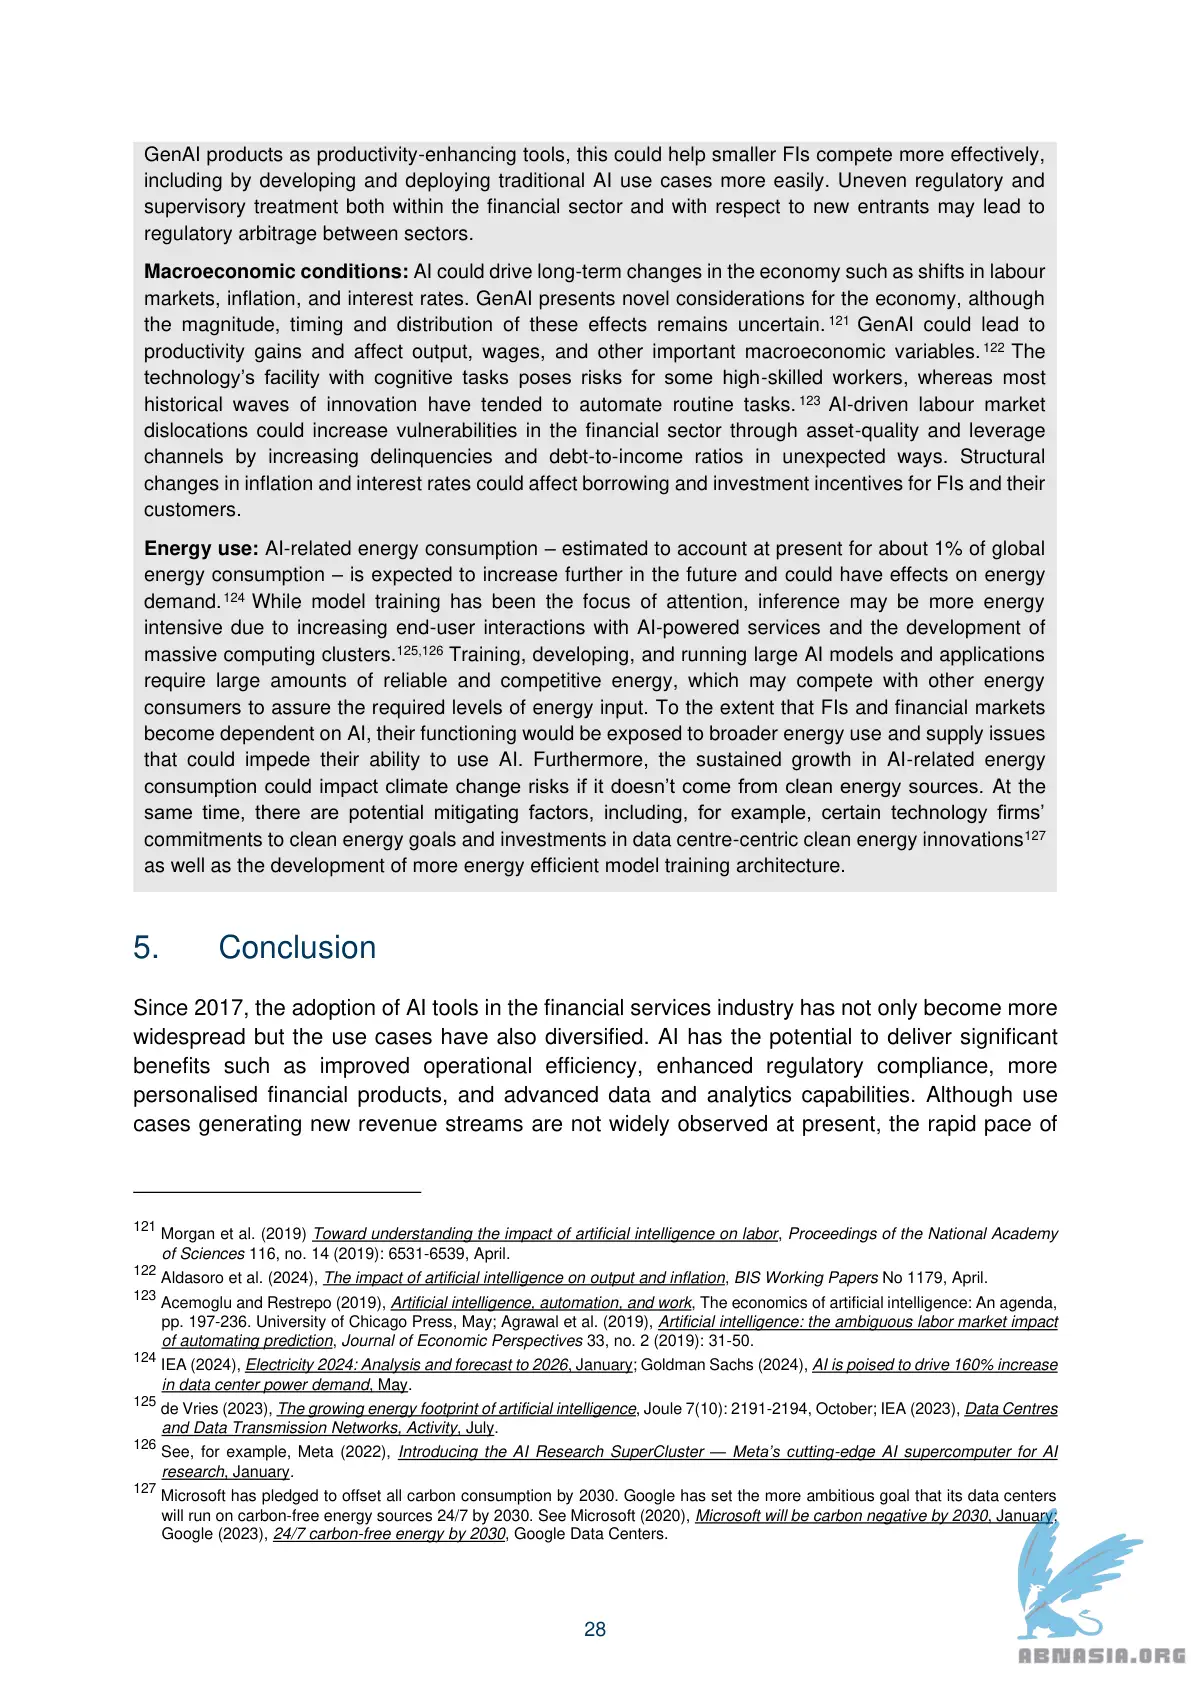 GenAI products as productivity-enhancing tools, this could help smaller FIs compete more effectively,
including by developing and deploying traditional AI use cases more easily. Uneven regulatory and
supervisory treatment both within the financial sector and with respect to new entrants may lead to
regulatory arbitrage between sectors.
Macroeconomic conditions: AI could drive long-term changes in the economy such as shifts in labour
markets, inflation, and interest rates. GenAI presents novel considerations for the economy, although
the magnitude, timing and distribution of these effects remains uncertain. 121 GenAI could lead to
productivity gains and affect output, wages, and other important macroeconomic variables. 122 The
technology’s facility with cognitive tasks poses risks for some high-skilled workers, whereas most
historical waves of innovation have tended to automate routine tasks. 123 AI-driven labour market
dislocations could increase vulnerabilities in the financial sector through asset-quality and leverage
channels by increasing delinquencies and debt-to-income ratios in unexpected ways. Structural
changes in inflation and interest rates could affect borrowing and investment incentives for FIs and their
customers.
Energy use: AI-related energy consumption – estimated to account at present for about 1% of global
energy consumption – is expected to increase further in the future and could have effects on energy
demand.124 While model training has been the focus of attention, inference may be more energy
intensive due to increasing end-user interactions with AI-powered services and the development of
massive computing clusters.125,126 Training, developing, and running large AI models and applications
require large amounts of reliable and competitive energy, which may compete with other energy
consumers to assure the required levels of energy input. To the extent that FIs and financial markets
become dependent on AI, their functioning would be exposed to broader energy use and supply issues
that could impede their ability to use AI. Furthermore, the sustained growth in AI-related energy
consumption could impact climate change risks if it doesn’t come from clean energy sources. At the
same time, there are potential mitigating factors, including, for example, certain technology firms’
commitments to clean energy goals and investments in data centre-centric clean energy innovations127
as well as the development of more energy efficient model training architecture.
5. Conclusion
Since 2017, the adoption of AI tools in the financial services industry has not only become more
widespread but the use cases have also diversified. AI has the potential to deliver significant
benefits such as improved operational efficiency, enhanced regulatory compliance, more
personalised financial products, and advanced data and analytics capabilities. Although use
cases generating new revenue streams are not widely observed at present, the rapid pace of
121 Morgan et al. (2019) Toward understanding the impact of artificial intelligence on labor, Proceedings of the National Academy
of Sciences 116, no. 14 (2019): 6531-6539, April.
122 Aldasoro et al. (2024), The impact of artificial intelligence on output and inflation, BIS Working Papers No 1179, April.
123 Acemoglu and Restrepo (2019), Artificial intelligence, automation, and work, The economics of artificial intelligence: An agenda,
pp. 197-236. University of Chicago Press, May; Agrawal et al. (2019), Artificial intelligence: the ambiguous labor market impact
of automating prediction, Journal of Economic Perspectives 33, no. 2 (2019): 31-50.
124 IEA (2024), Electricity 2024: Analysis and forecast to 2026, January; Goldman Sachs (2024), AI is poised to drive 160% increase
in data center power demand, May.
125 de Vries (2023), The growing energy footprint of artificial intelligence, Joule 7(10): 2191-2194, October; IEA (2023), Data Centres
and Data Transmission Networks, Activity, July.
126 See, for example, Meta (2022), Introducing the AI Research SuperCluster — Meta’s cutting-edge AI supercomputer for AI
research, January.
127 Microsoft has pledged to offset all carbon consumption by 2030. Google has set the more ambitious goal that its data centers
will run on carbon-free energy sources 24/7 by 2030. See Microsoft (2020), Microsoft will be carbon negative by 2030, January;
Google (2023), 24/7 carbon-free energy by 2030, Google Data Centers.
28
ABNASIA.ORG